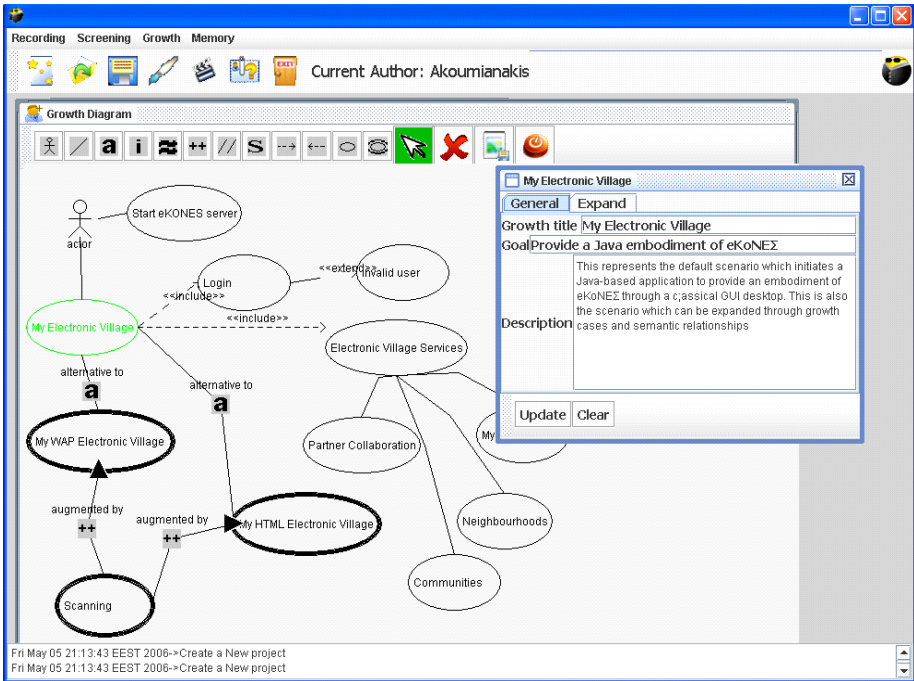 Recording Screening Growth Memory
EXIT
Current Author: Akoumianakis
Growth Diagram
a i ++ // S
My Electronic Village
General Expand
Growth title My Electronic Village
Goal Provide a Java embodiment of eKoNEΣ
Description
This represents the default scenario which initiates a
Java-based application to provide an embodiment of
eKoNEΣ through a c;assical GUI desktop. This is also
the scenario which can be expanded through growth
cases and semantic relationships
Update Clear
Start eKONES server
actor
Login
<<extend>>
Invalid user
<<include>>
<<include>>
My Electronic Village
Electronic Village Services
alternative to
a
alternative to
a
My WAP Electronic Village
Partner Collaboration
My
augmented by
++
augmented by
++
My HTML Electronic Village
Neighbourhoods
Communities
Scanning
Fri May 05 21:13:43 EEST 2006->Create a New project
Fri May 05 21:13:43 EEST 2006->Create a New project